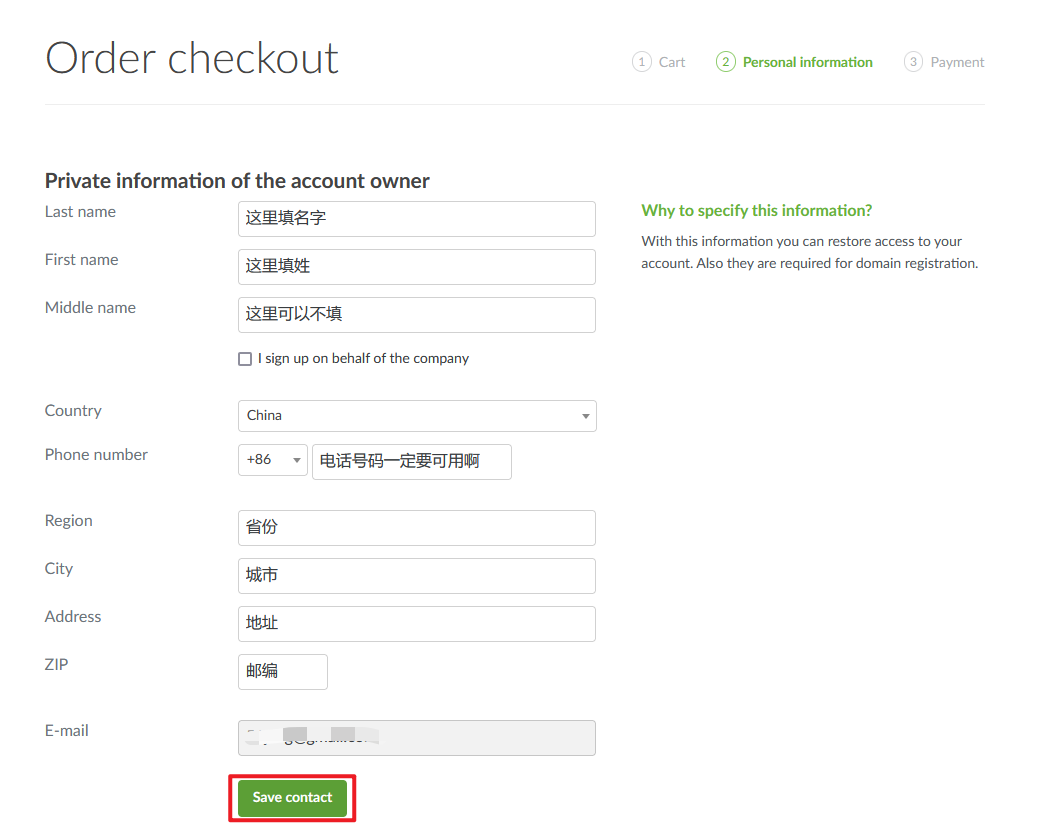 Order checkout
1 Cart 2 Personal information 3 Payment
Private information of the account owner
Last name 这里填名字
First name 这里填姓
Middle name 这里可以不填
I sign up on behalf of the company
Country China
Phone number +86 电话号码一定要可用啊
Region 省份
City 城市
Address 地址
ZIP 邮编
E-mail
Save contact
Why to specify this information?
With this information you can restore access to your
account. Also they are required for domain registration.